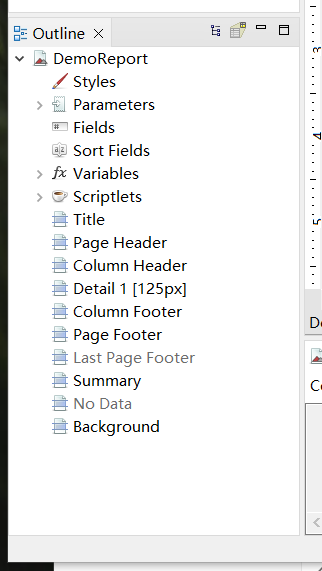 Outline
DemoReport
Styles
Parameters
Fields
Sort Fields
Variables
Scriptlets
Title
Page Header
Column Header
Detail 1 [125px]
Column Footer
Page Footer
Last Page Footer
Summary
No Data
Background